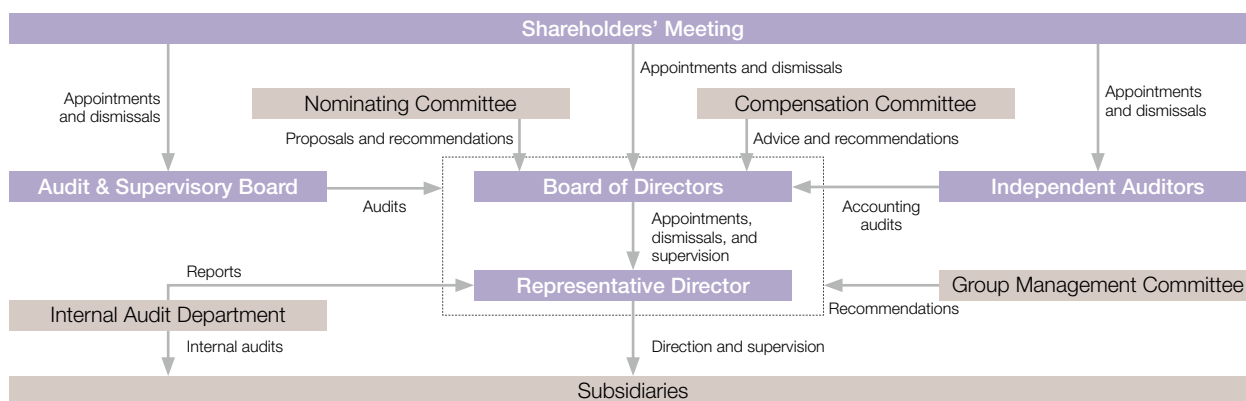 Shareholders' Meeting
Appointments and dismissals
Appointments
and dismissals
Nominating Committee
Compensation Committee
Appointments
and dismissals
Proposals and recommendations
Advice and recommendations
Audit & Supervisory Board
Board of Directors
Independent Auditors
Audits
Accounting
audits
Appointments,
dismissals, and
supervision
Reports
Representative Director
Group Management Committee
Recommendations
Internal Audit Department
Internal audits
Direction and supervision
Subsidiaries